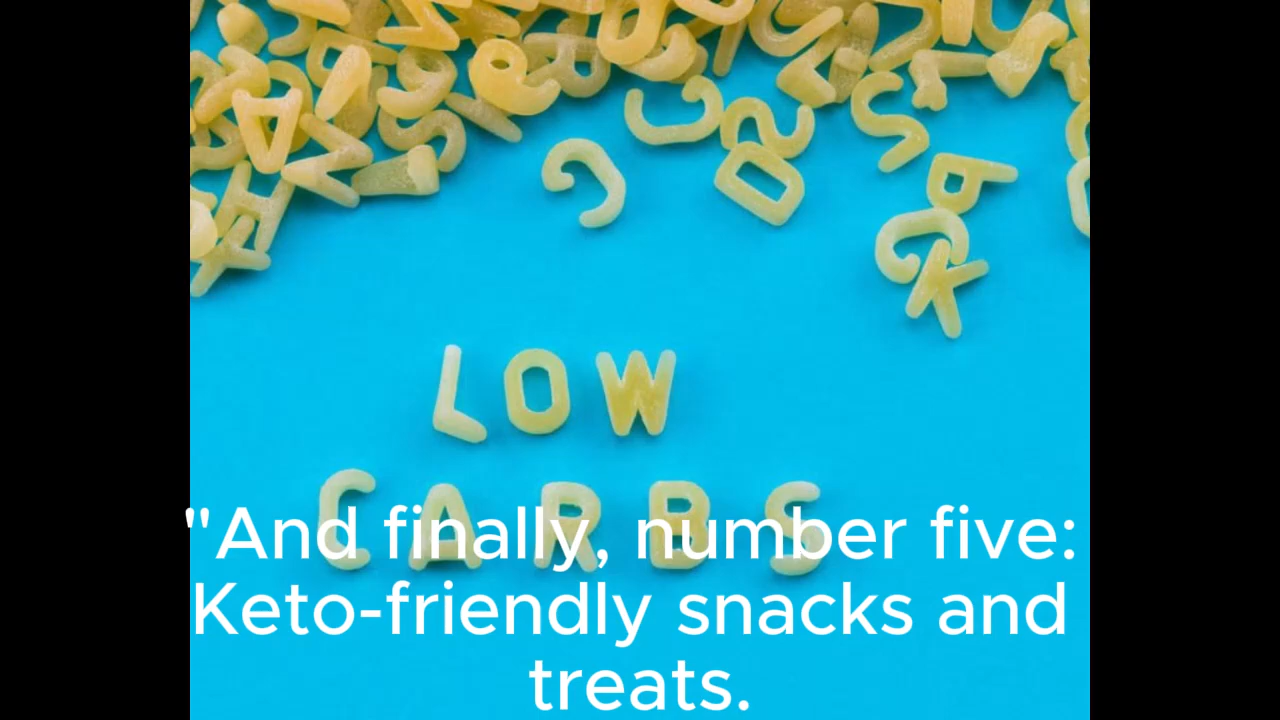 LOW
CARBS
"And finally, number five:
Keto-friendly snacks and
treats.